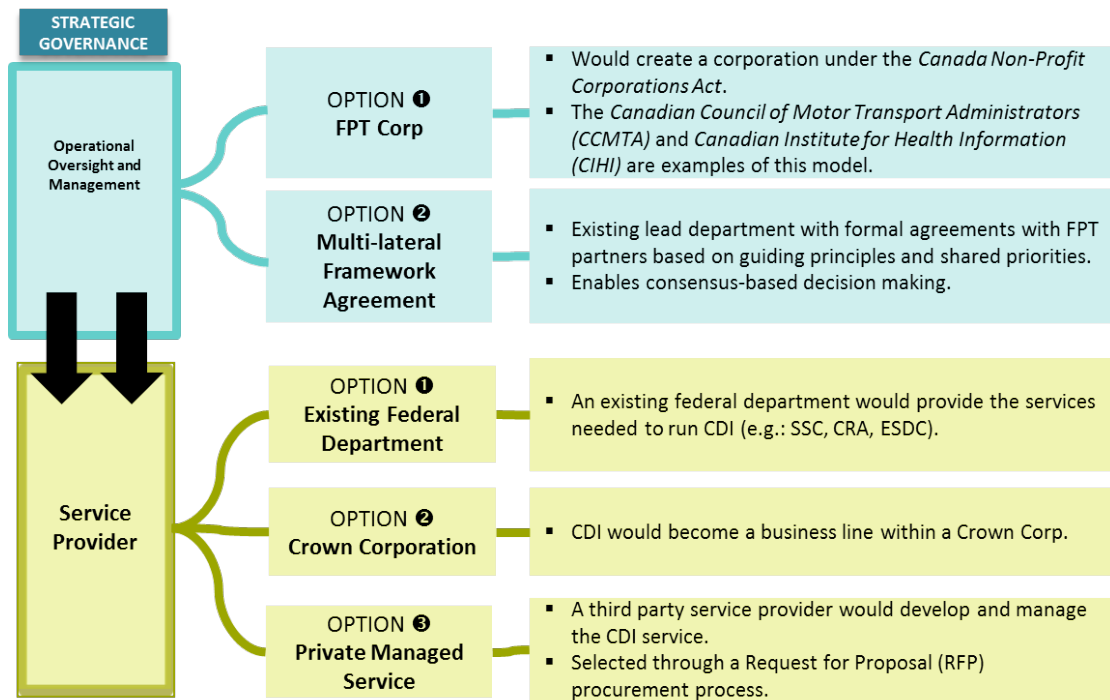 STRATEGIC
GOVERNANCE
Operational
Oversight and
Management
OPTION ❶
FPT Corp
▪ Would create a corporation under the Canada Non-Profit
Corporations Act.
▪ The Canadian Council of Motor Transport Administrators
(CCMTA) and Canadian Institute for Health Information
(CIHI) are examples of this model.
OPTION ❷
Multi-lateral
Framework
Agreement
▪ Existing lead department with formal agreements with FPT
partners based on guiding principles and shared priorities.
▪ Enables consensus-based decision making.
Service
Provider
OPTION ❶
Existing Federal
Department
▪ An existing federal department would provide the services
needed to run CDI (e.g.: SSC, CRA, ESDC).
OPTION ❷
Crown Corporation
▪ CDI would become a business line within a Crown Corp.
OPTION ❸
Private Managed
Service
▪ A third party service provider would develop and manage
the CDI service.
▪ Selected through a Request for Proposal (RFP)
procurement process.